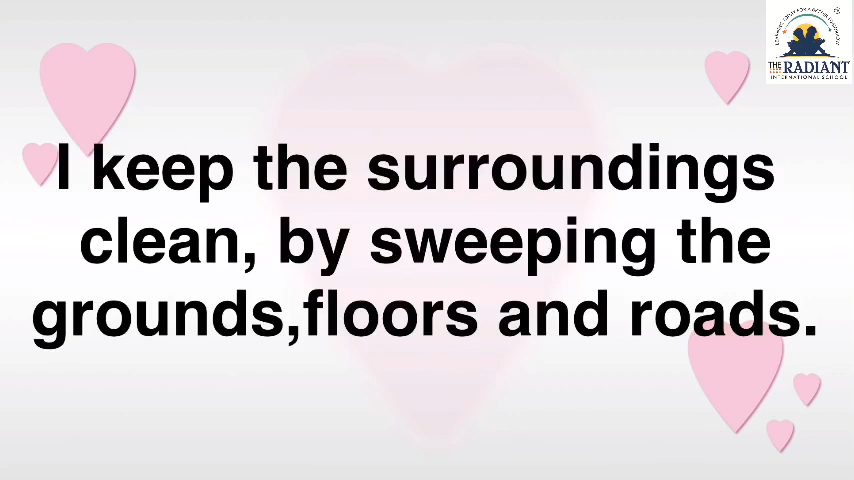 I keep the surroundings
clean, by sweeping the
grounds,floors and roads.
THE RADIANT
INTERNATIONAL SCHOOL